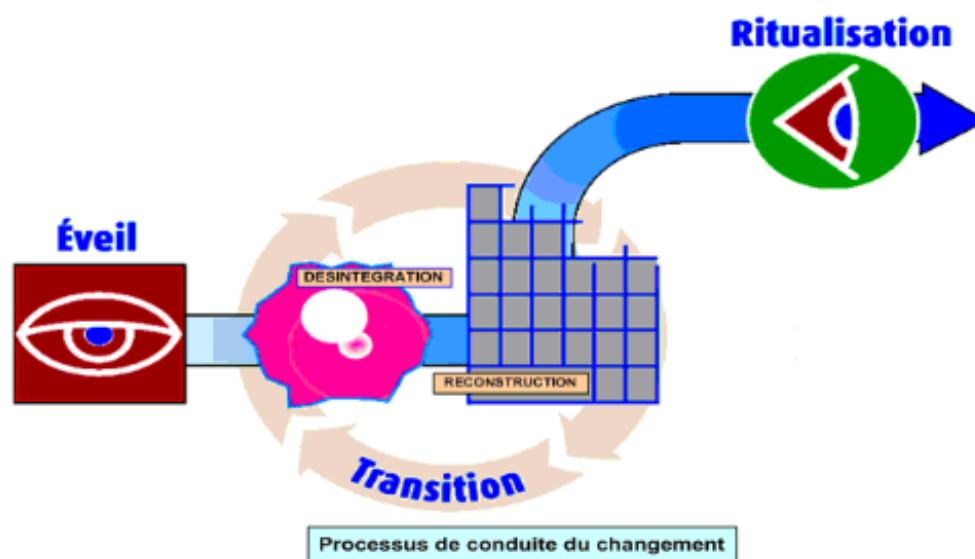 Ritualisation
Éveil
DESINTEGRATION
RECONSTRUCTION
Transition
Processus de conduite du changement